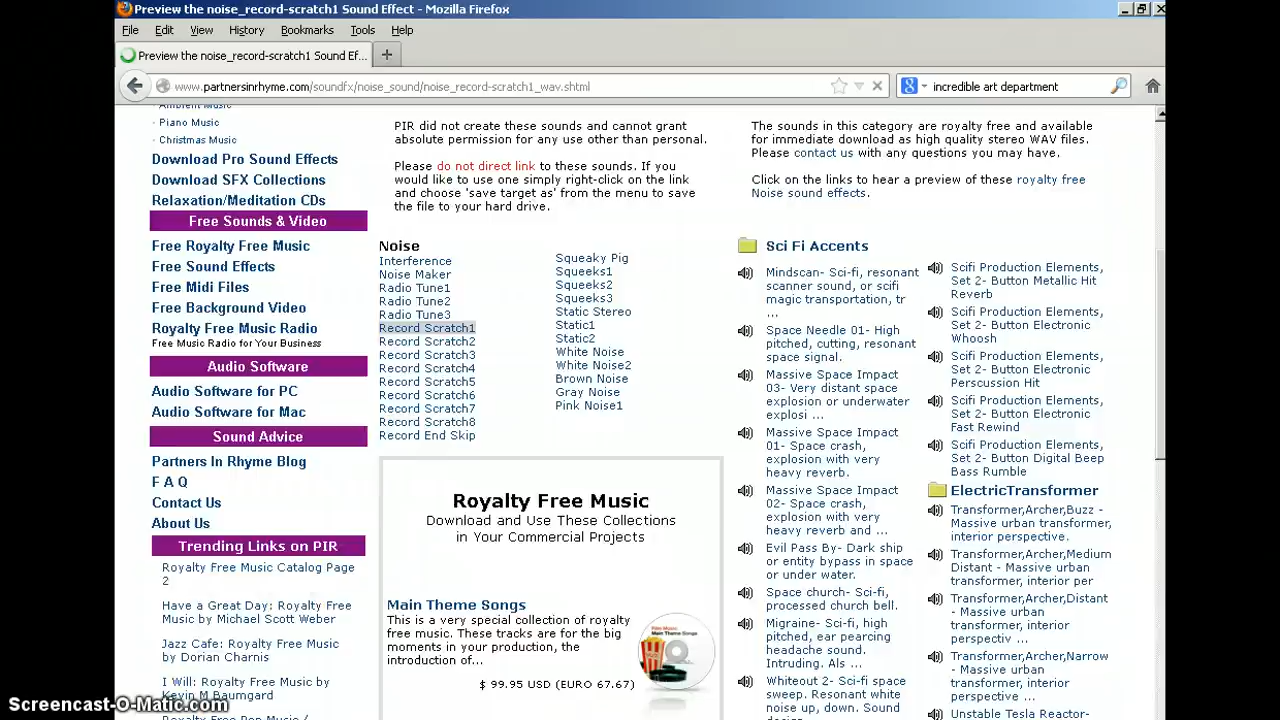 Preview the noise_record-scratch1 Sound Effect - Mozilla Firefox
File Edit View History Bookmarks Tools Help
Preview the noise_record-scratch1 Sound Ef... +
www.partnersinrhyme.com/soundfx/noise_sound/noise_record-scratch1_wav.shtml
incredible art department
Ambient Music
· Piano Music
· Christmas Music
Download Pro Sound Effects
Download SFX Collections
Relaxation/Meditation CDs
Free Sounds & Video
Free Royalty Free Music
Free Sound Effects
Free Midi Files
Free Background Video
Royalty Free Music Radio
Free Music Radio for Your Business
Audio Software
Audio Software for PC
Audio Software for Mac
Sound Advice
Partners In Rhyme Blog
F A Q
Contact Us
About Us
Trending Links on PIR
Royalty Free Music Catalog Page
2
Have a Great Day: Royalty Free
Music by Michael Scott Weber
Jazz Cafe: Royalty Free Music
by Dorian Charnis
I Will: Royalty Free Music by
Kevin M Baumgard
Royalty Free Pop Music /
PIR did not create these sounds and cannot grant
absolute permission for any use other than personal.
Please do not direct link to these sounds. If you
would like to use one simply right-click on the link
and choose 'save target as' from the menu to save
the file to your hard drive.
Noise
Interference
Noise Maker
Radio Tune1
Radio Tune2
Radio Tune3
Record Scratch1
Record Scratch2
Record Scratch3
Record Scratch4
Record Scratch5
Record Scratch6
Record Scratch7
Record Scratch8
Record End Skip
Squeaky Pig
Squeeks1
Squeeks2
Squeeks3
Static Stereo
Static1
Static2
White Noise
White Noise2
Brown Noise
Gray Noise
Pink Noise1
Royalty Free Music
Download and Use These Collections
in Your Commercial Projects
Main Theme Songs
This is a very special collection of royalty
free music. These tracks are for the big
moments in your production, the
introduction of...
$ 99.95 USD (EURO 67.67)
Main Theme Songs
The sounds in this category are royalty free and available
for immediate download as high quality stereo WAV files.
Please contact us with any questions you may have.
Click on the links to hear a preview of these royalty free
Noise sound effects.
Sci Fi Accents
Mindscan- Sci-fi, resonant
scanner sound, or scifi
magic transportation, tr
...
Space Needle 01- High
pitched, cutting, resonant
space signal.
Massive Space Impact
03- Very distant space
explosion or underwater
explosi ...
Massive Space Impact
01- Space crash,
explosion with very
heavy reverb.
Massive Space Impact
02- Space crash,
explosion with very
heavy reverb and ...
Evil Pass By- Dark ship
or entity bypass in space
or under water.
Space church- Sci-fi,
processed church bell.
Migraine- Sci-fi, high
pitched, ear pearcing
headache sound.
Intruding. Als ...
Whiteout 2- Sci-fi space
sweep. Resonant white
noise up, down. Sound
Scifi Production Elements,
Set 2- Button Metallic Hit
Reverb
Scifi Production Elements,
Set 2- Button Electronic
Whoosh
Scifi Production Elements,
Set 2- Button Electronic
Perscussion Hit
Scifi Production Elements,
Set 2- Button Electronic
Fast Rewind
Scifi Production Elements,
Set 2- Button Digital Beep
Bass Rumble
ElectricTransformer
Transformer,Archer,Buzz -
Massive urban transformer,
interior perspective.
Transformer,Archer,Medium
Distant - Massive urban
transformer, interior per
Transformer,Archer,Distant
- Massive urban
transformer, interior
perspectiv ...
Transformer,Archer,Narrow
- Massive urban
transformer, interior
perspective
Unstable Tesla Reactor-
Screencast-O-Matic.com